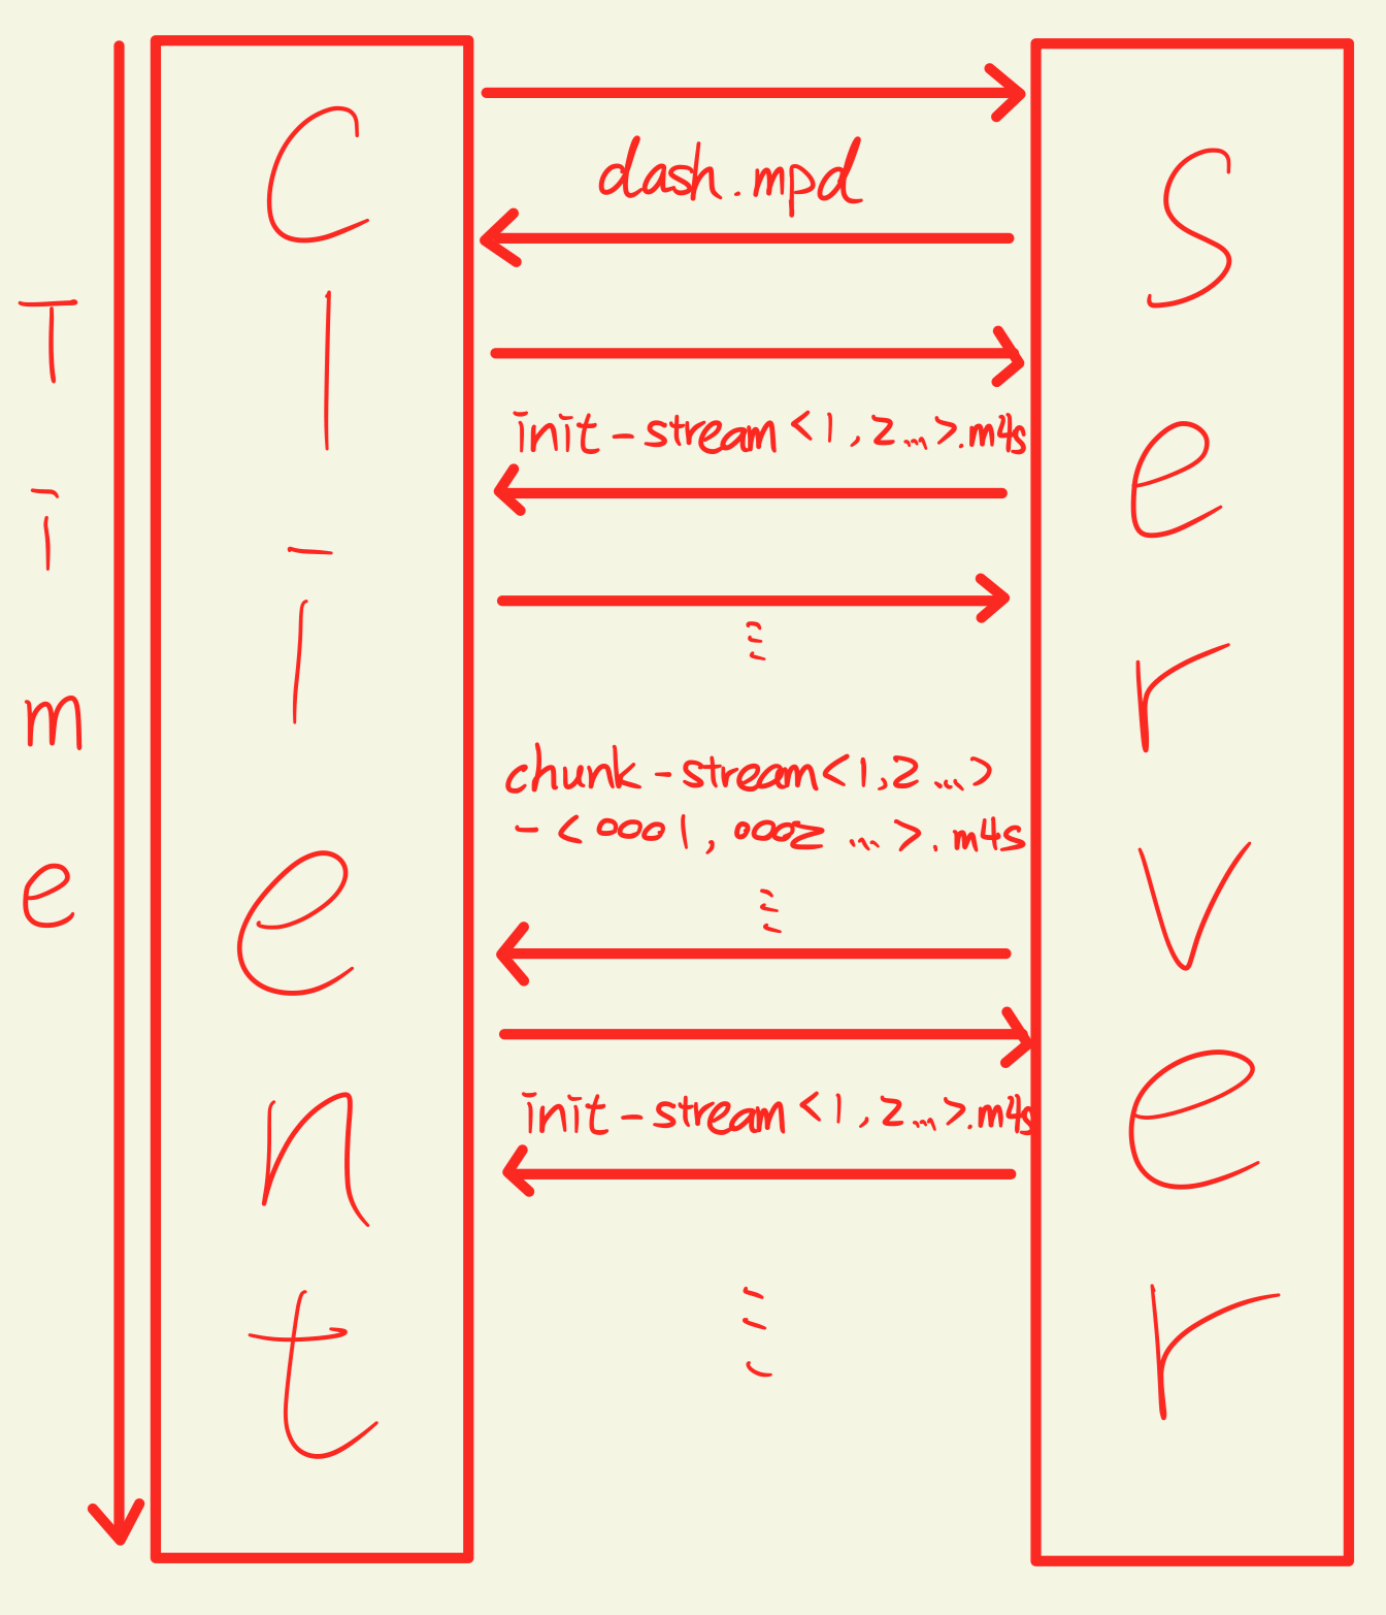 Time
Client
dash.mpd
init-stream<1,2...>.m4s
⋮
chunk-stream<1,2...>
-<0001,0002...>.m4s
⋮
init-stream<1,2...>.m4s
⋮
Server